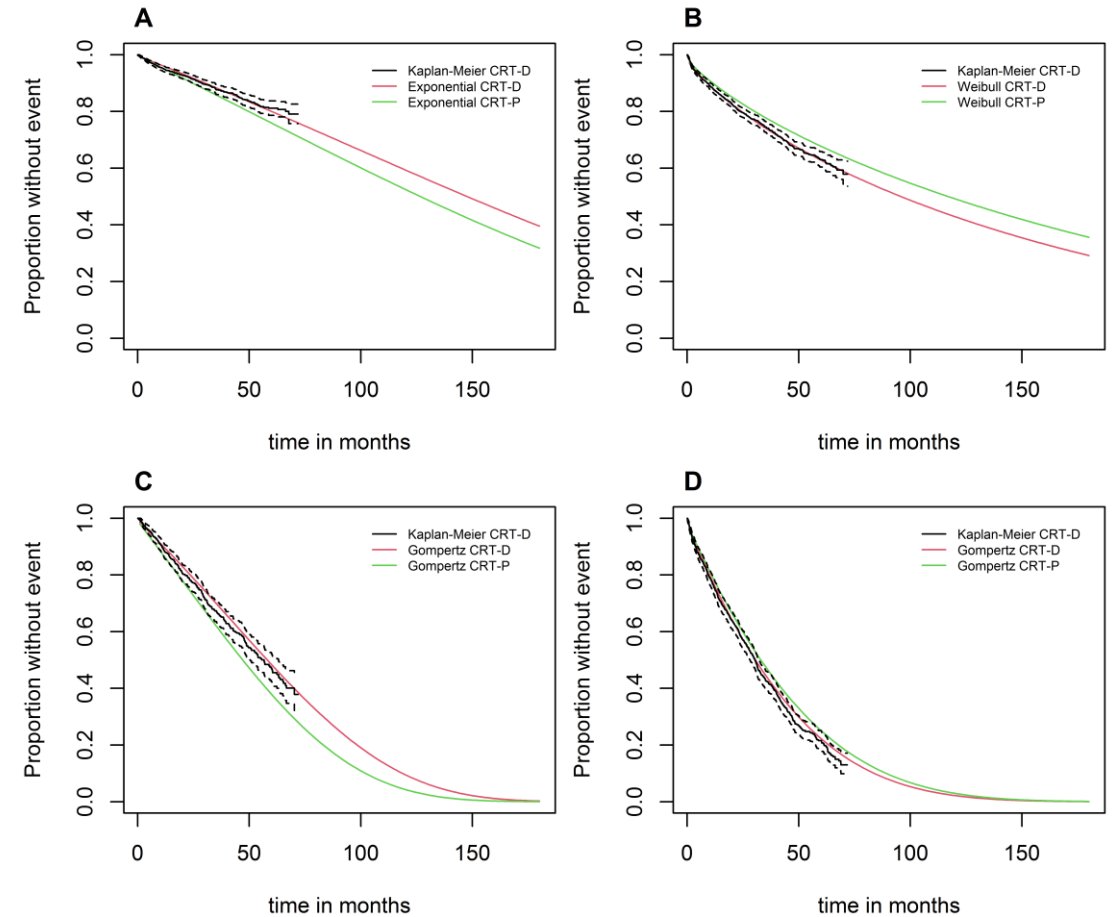 A
Proportion without event
1.0
0.8
0.6
0.4
0.2
0.0
Kaplan-Meier CRT-D
Exponential CRT-D
Exponential CRT-P
0 50 100 150
time in months
B
Proportion without event
1.0
0.8
0.6
0.4
0.2
0.0
Kaplan-Meier CRT-D
Weibull CRT-D
Weibull CRT-P
0 50 100 150
time in months
C
Proportion without event
1.0
0.8
0.6
0.4
0.2
0.0
Kaplan-Meier CRT-D
Gompertz CRT-D
Gompertz CRT-P
0 50 100 150
time in months
D
Proportion without event
1.0
0.8
0.6
0.4
0.2
0.0
Kaplan-Meier CRT-D
Gompertz CRT-D
Gompertz CRT-P
0 50 100 150
time in months